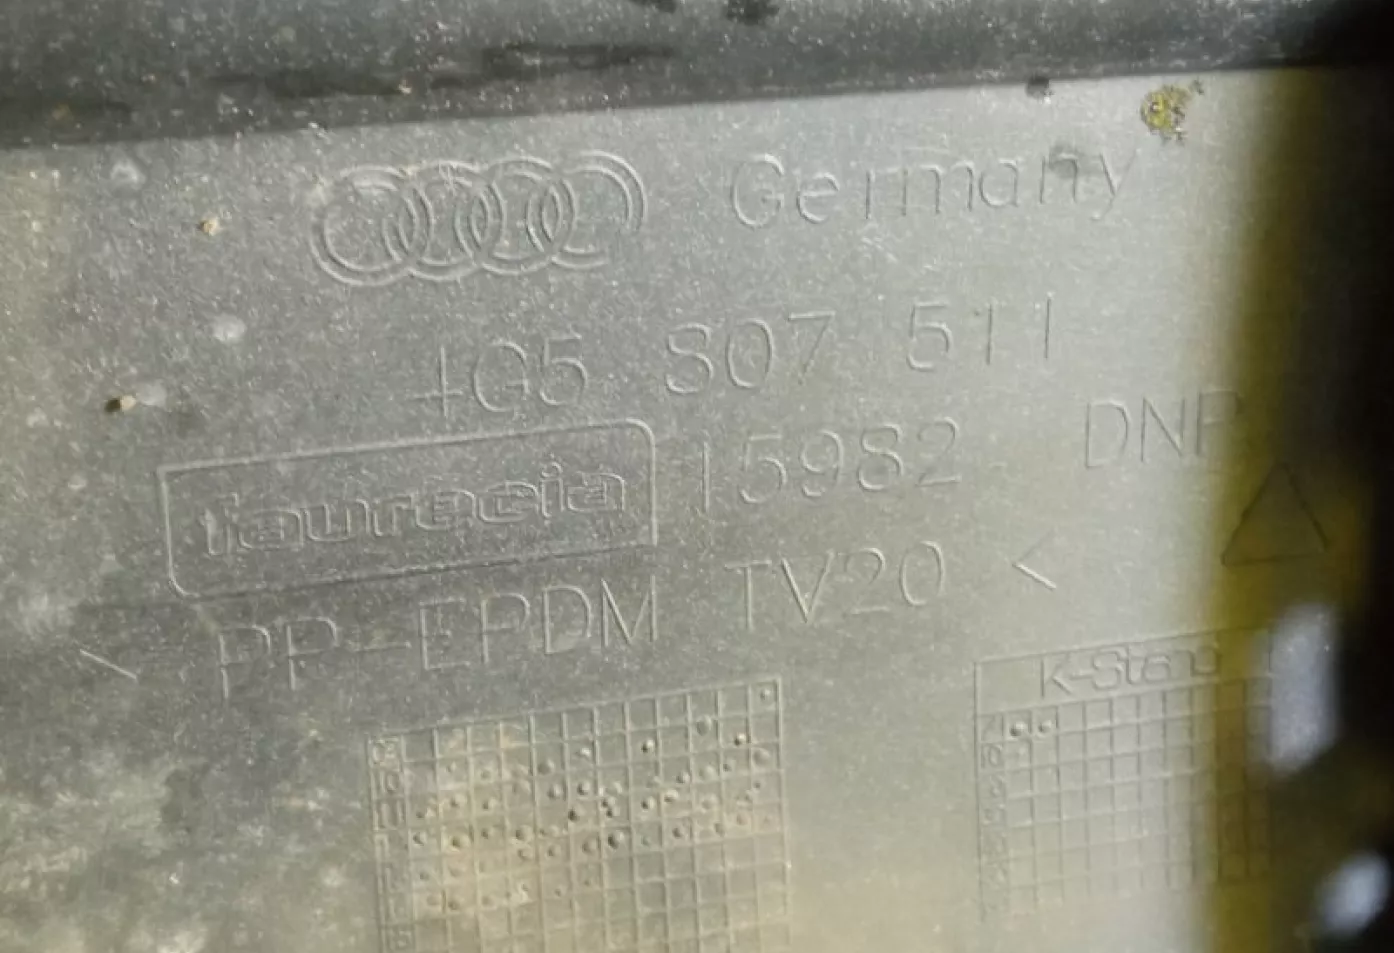 Germany
4G5 807 511
faurecia 15982 DNP
> PP-EPDM TV20 <
K-Stand